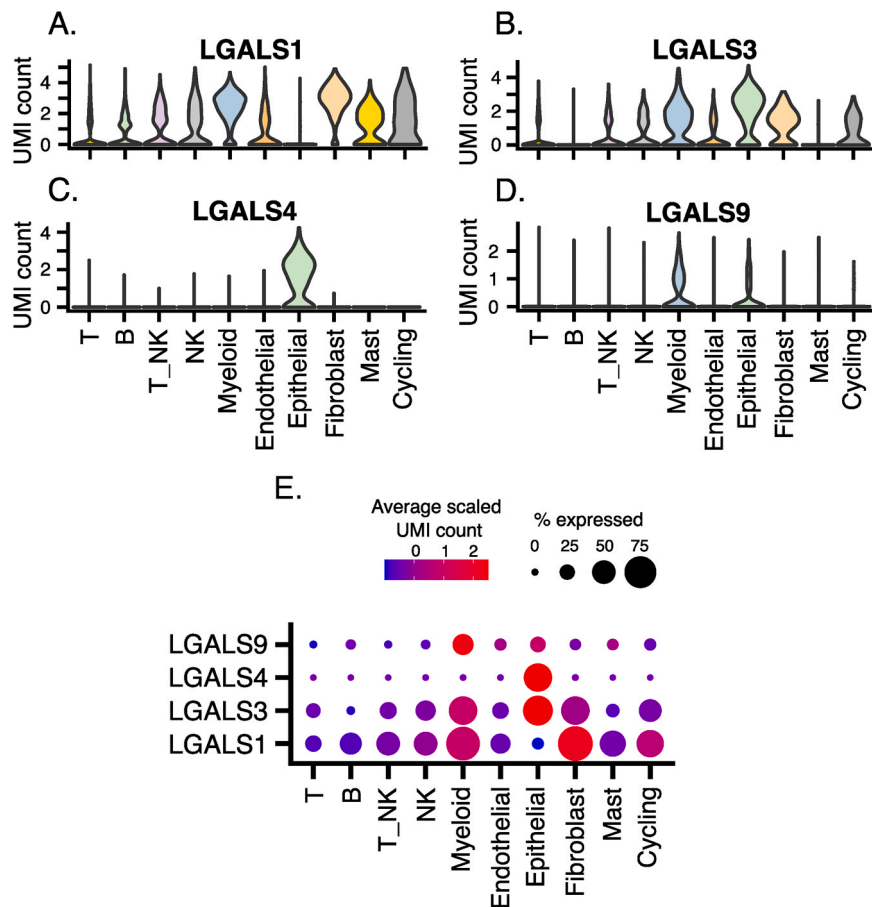 A.
LGALS1
UMI count
4
2
0
B.
LGALS3
UMI count
4
2
0
C.
LGALS4
UMI count
4
2
0
T
B
T_NK
NK
Myeloid
Endothelial
Epithelial
Fibroblast
Mast
Cycling
D.
LGALS9
UMI count
2
1
0
T
B
T_NK
NK
Myeloid
Endothelial
Epithelial
Fibroblast
Mast
Cycling
E.
Average scaled
UMI count
0 1 2
% expressed
0 25 50 75
LGALS9
LGALS4
LGALS3
LGALS1
T
B
T_NK
NK
Myeloid
Endothelial
Epithelial
Fibroblast
Mast
Cycling